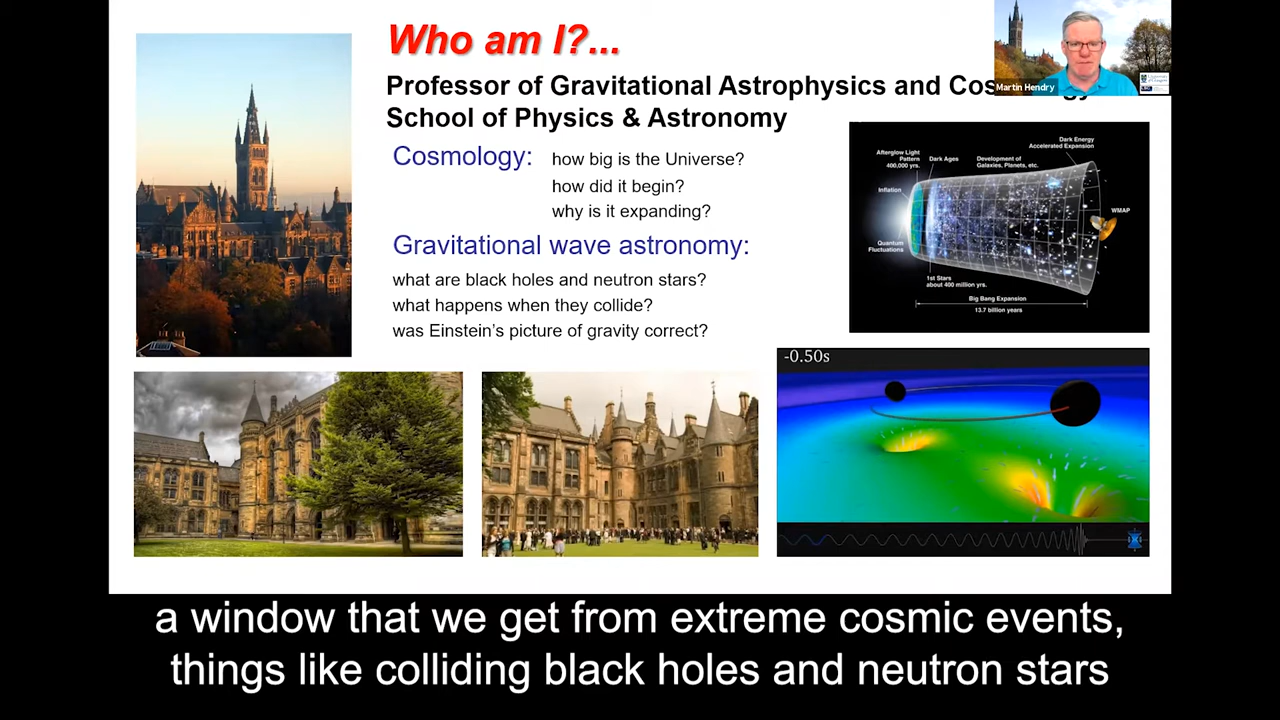 Who am I?...
Professor of Gravitational Astrophysics and
School of Physics & Astronomy
Martin Hendry
Cosmology:
how big is the Universe?
how did it begin?
why is it expanding?
Gravitational wave astronomy:
what are black holes and neutron stars?
what happens when they collide?
was Einstein's picture of gravity correct?
Dark Energy
Accelerated Expansion
Afterglow Light
Pattern
400,000 yrs.
Dark Ages
Development of
Galaxies, Planets, etc.
Inflation
WMAP
Quantum
Fluctuations
1st Stars
about 400 million yrs.
Big Bang Expansion
13.7 billion years
-0.50s
a window that we get from extreme cosmic events,
things like colliding black holes and neutron stars